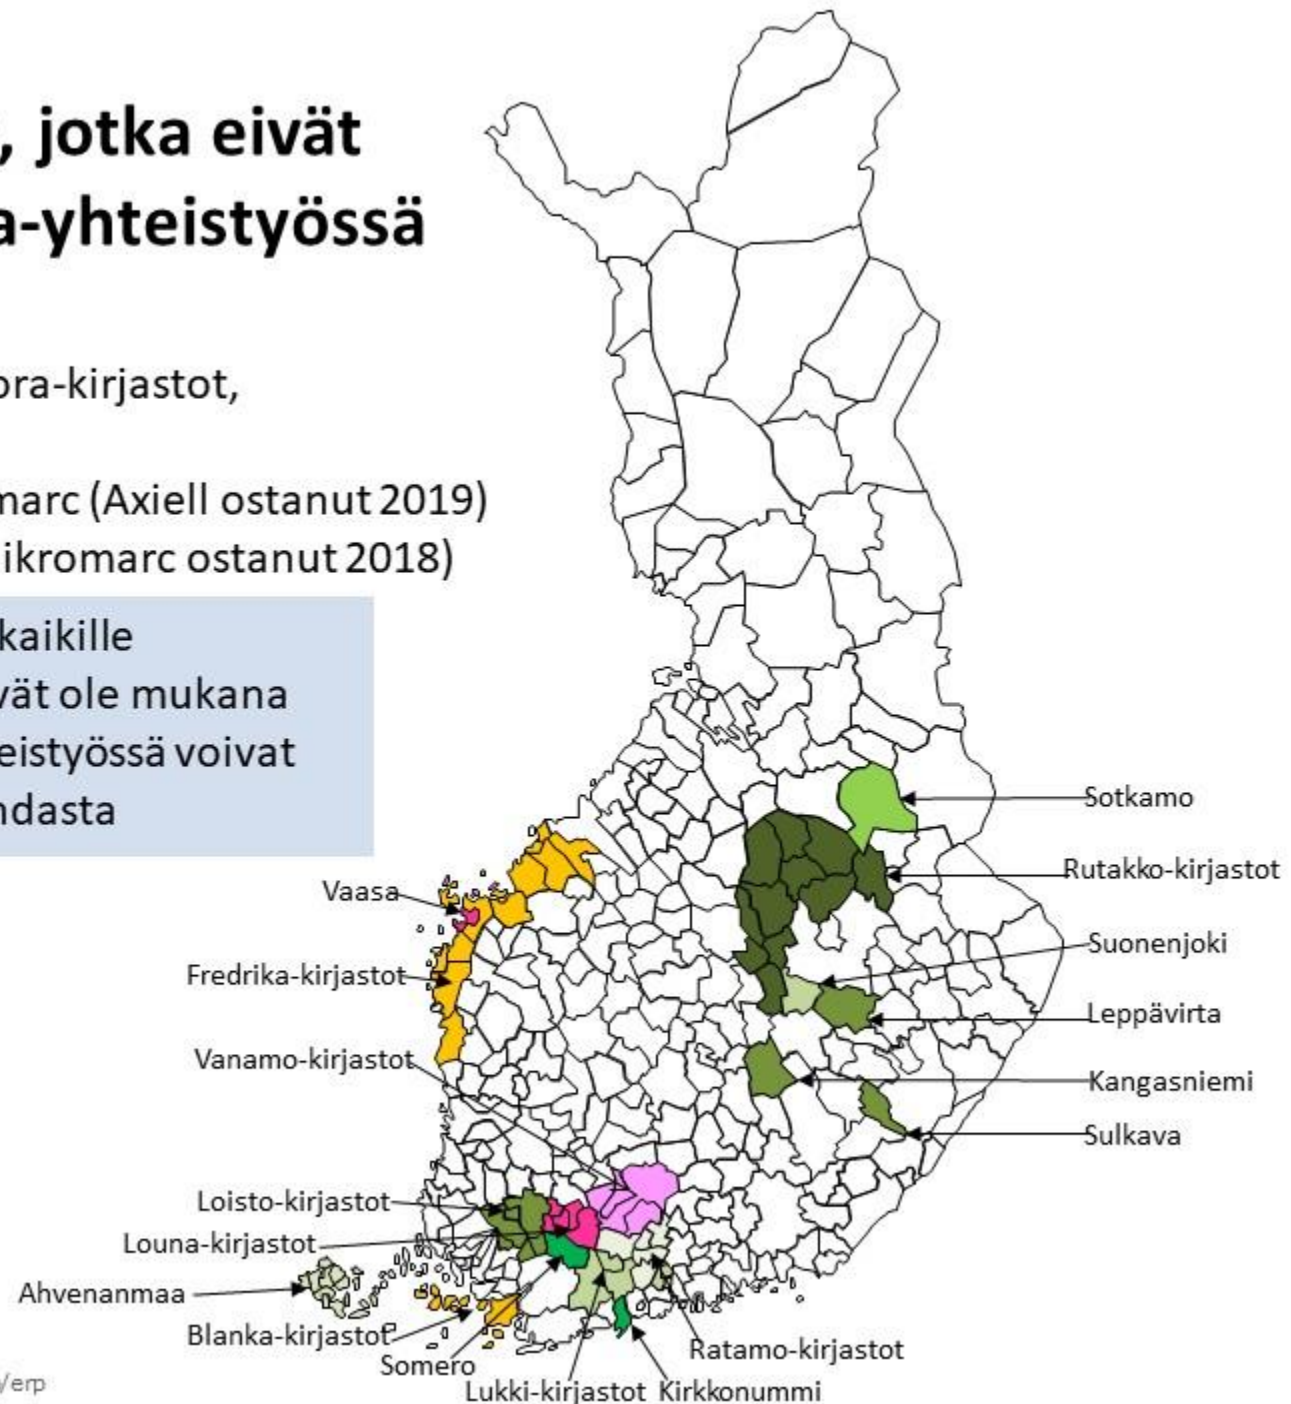 , jotka eivät
a-yhteistyössä
ora-kirjastot,
marc (Axiell ostanut 2019)
ikromarc ostanut 2018)
kaikille
vät ole mukana
eistyössä voivat
hdasta
Sotkamo
Rutakko-kirjastot
Vaasa
Suonenjoki
Fredrika-kirjastot
Leppävirta
Vanamo-kirjastot
Kangasniemi
Sulkava
Loisto-kirjastot
Louna-kirjastot
Ahvenanmaa
Blanka-kirjastot
Ratamo-kirjastot
Somero
Lukki-kirjastot
Kirkkonummi
/erp